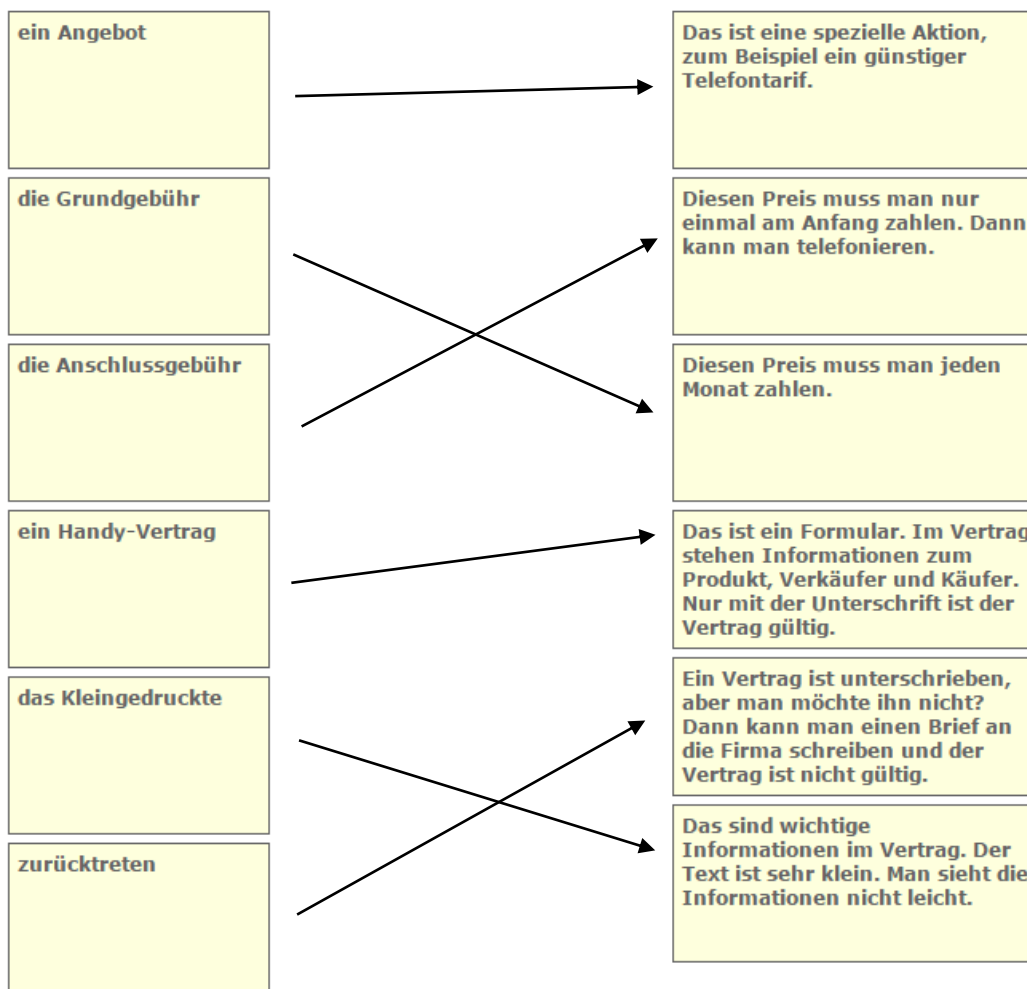 ein Angebot
Das ist eine spezielle Aktion,
zum Beispiel ein günstiger
Telefontarif.
die Grundgebühr
Diesen Preis muss man nur
einmal am Anfang zahlen. Dann
kann man telefonieren.
die Anschlussgebühr
Diesen Preis muss man jeden
Monat zahlen.
ein Handy-Vertrag
Das ist ein Formular. Im Vertrag
stehen Informationen zum
Produkt, Verkäufer und Käufer.
Nur mit der Unterschrift ist der
Vertrag gültig.
das Kleingedruckte
Ein Vertrag ist unterschrieben,
aber man möchte ihn nicht?
Dann kann man einen Brief an
die Firma schreiben und der
Vertrag ist nicht gültig.
zurücktreten
Das sind wichtige
Informationen im Vertrag. Der
Text ist sehr klein. Man sieht die
Informationen nicht leicht.